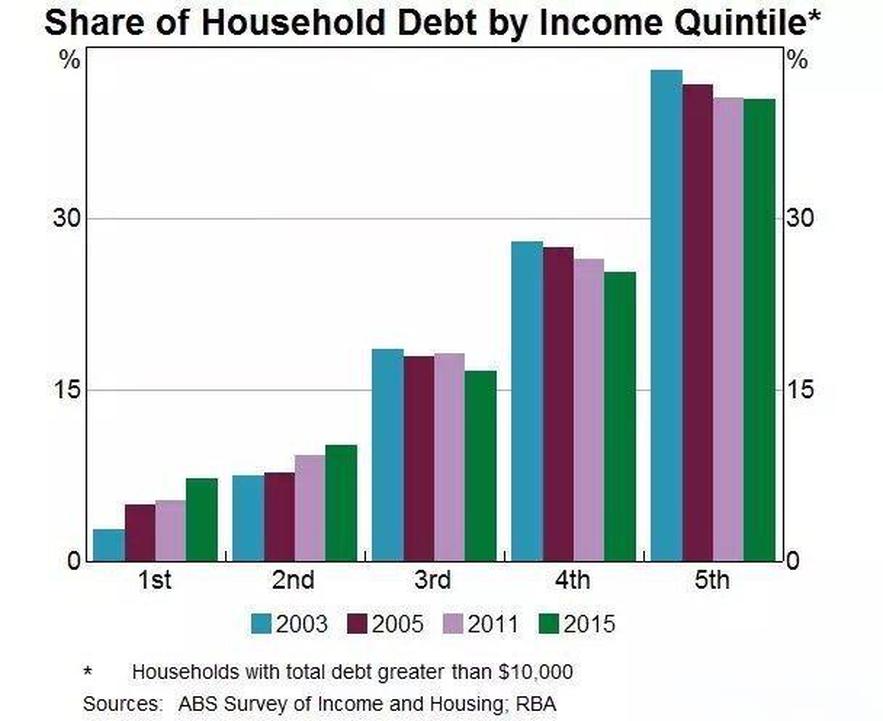 Share of Household Debt by Income Quintile*
% %
30 30
15 15
0 0
1st 2nd 3rd 4th 5th
2003 2005 2011 2015
* Households with total debt greater than $10,000
Sources: ABS Survey of Income and Housing; RBA